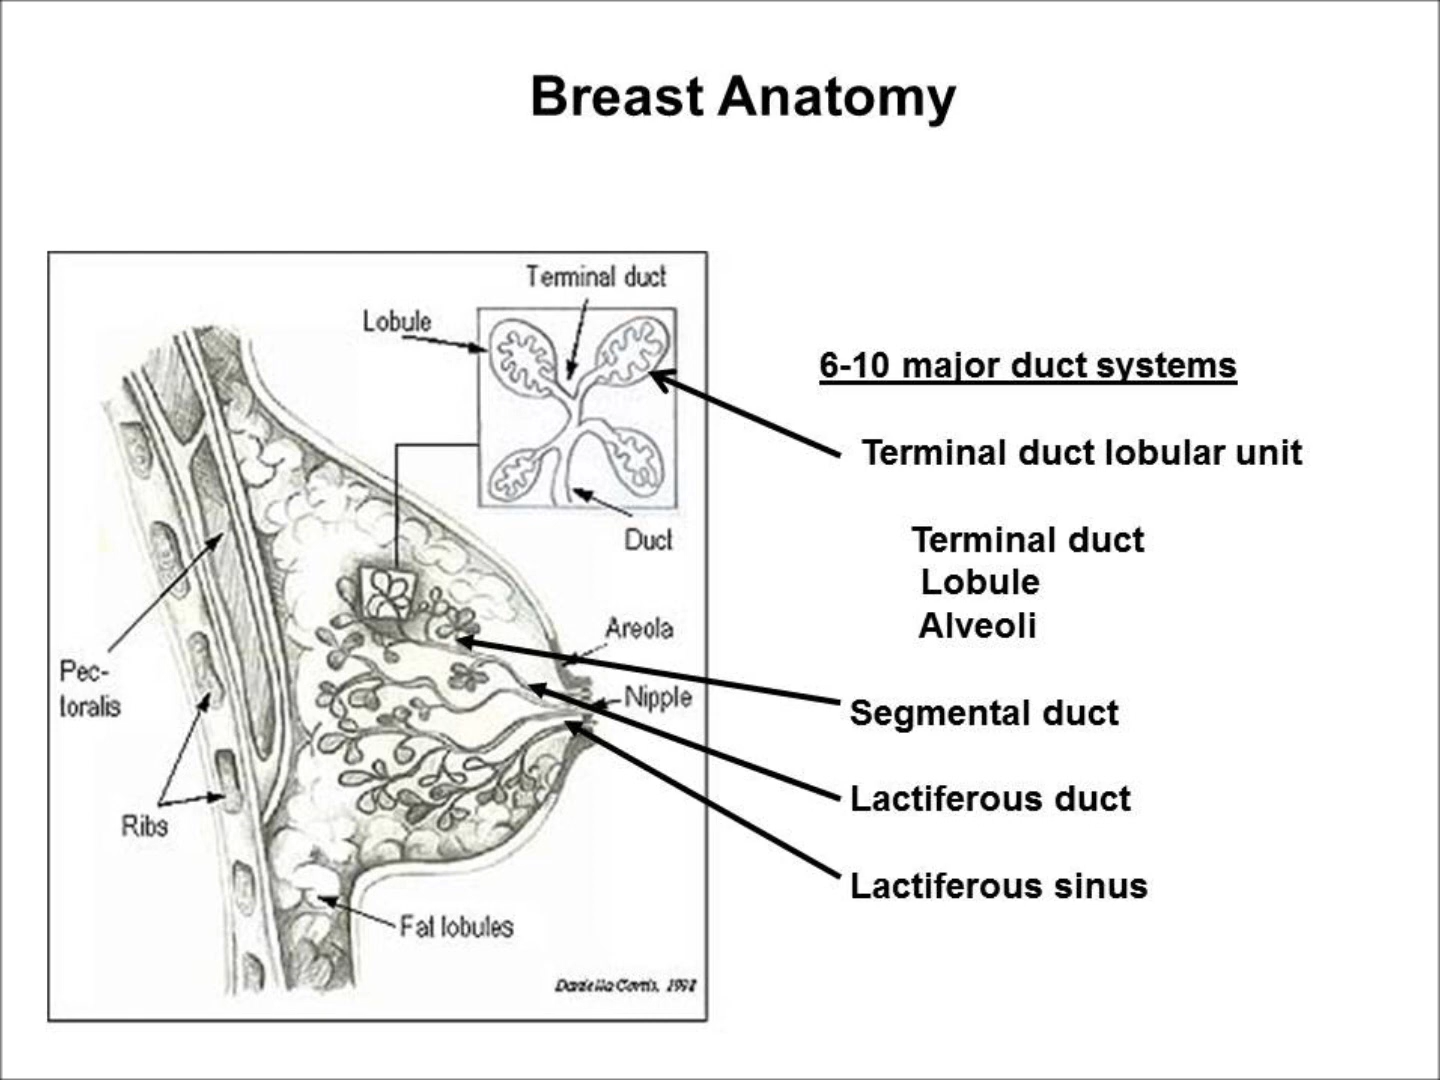 Breast Anatomy
Terminal duct
Lobule
Duct
Areola
Nipple
Pec-
toralis
Ribs
Fat lobules
6-10 major duct systems
Terminal duct lobular unit
Terminal duct
Lobule
Alveoli
Segmental duct
Lactiferous duct
Lactiferous sinus
1998